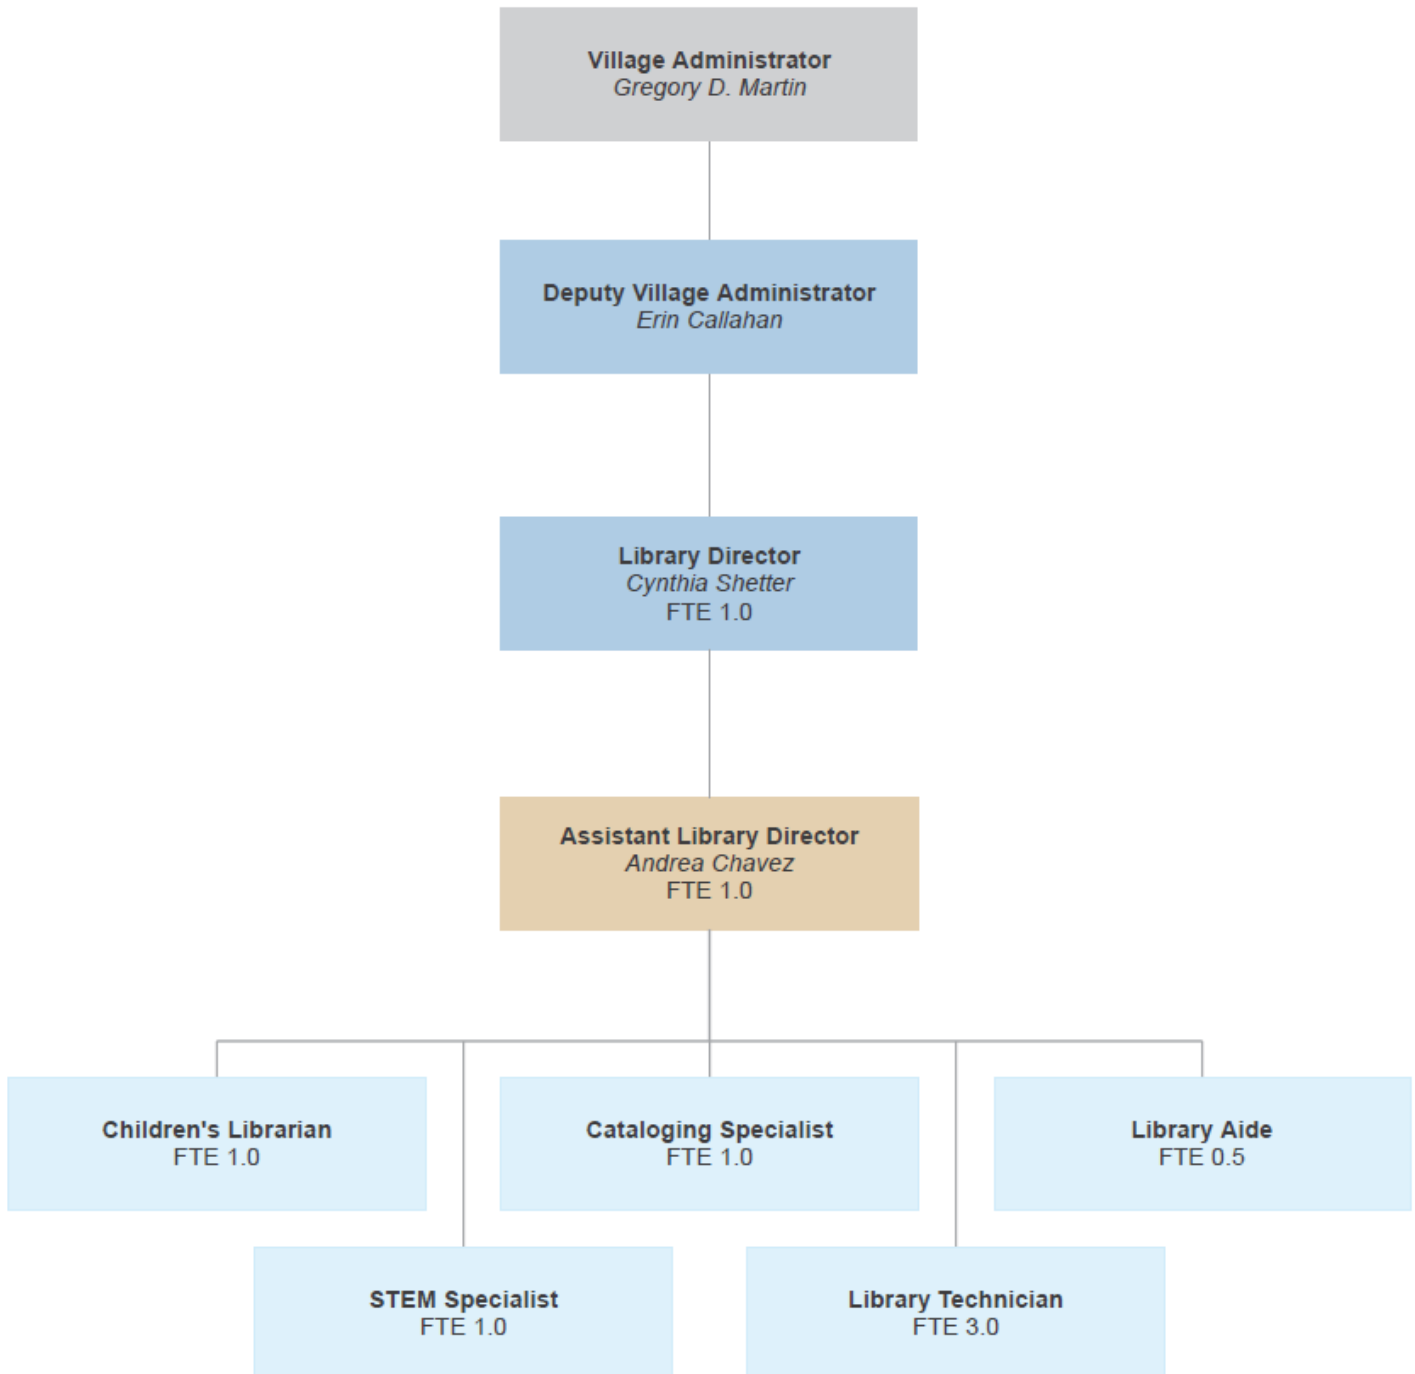 Village Administrator
Gregory D. Martin
Deputy Village Administrator
Erin Callahan
Library Director
Cynthia Shetter
FTE 1.0
Assistant Library Director
Andrea Chavez
FTE 1.0
Children's Librarian
FTE 1.0
Cataloging Specialist
FTE 1.0
Library Aide
FTE 0.5
STEM Specialist
FTE 1.0
Library Technician
FTE 3.0